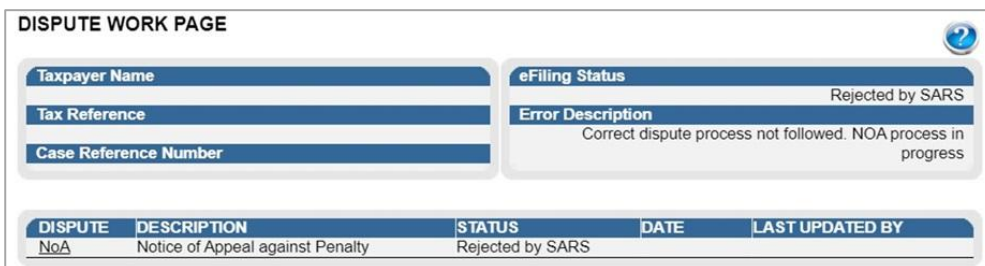 DISPUTE WORK PAGE
?
Taxpayer Name
Tax Reference
Case Reference Number
eFiling Status
Rejected by SARS
Error Description
Correct dispute process not followed. NOA process in
progress
DISPUTE DESCRIPTION STATUS DATE LAST UPDATED BY
NoA Notice of Appeal against Penalty Rejected by SARS